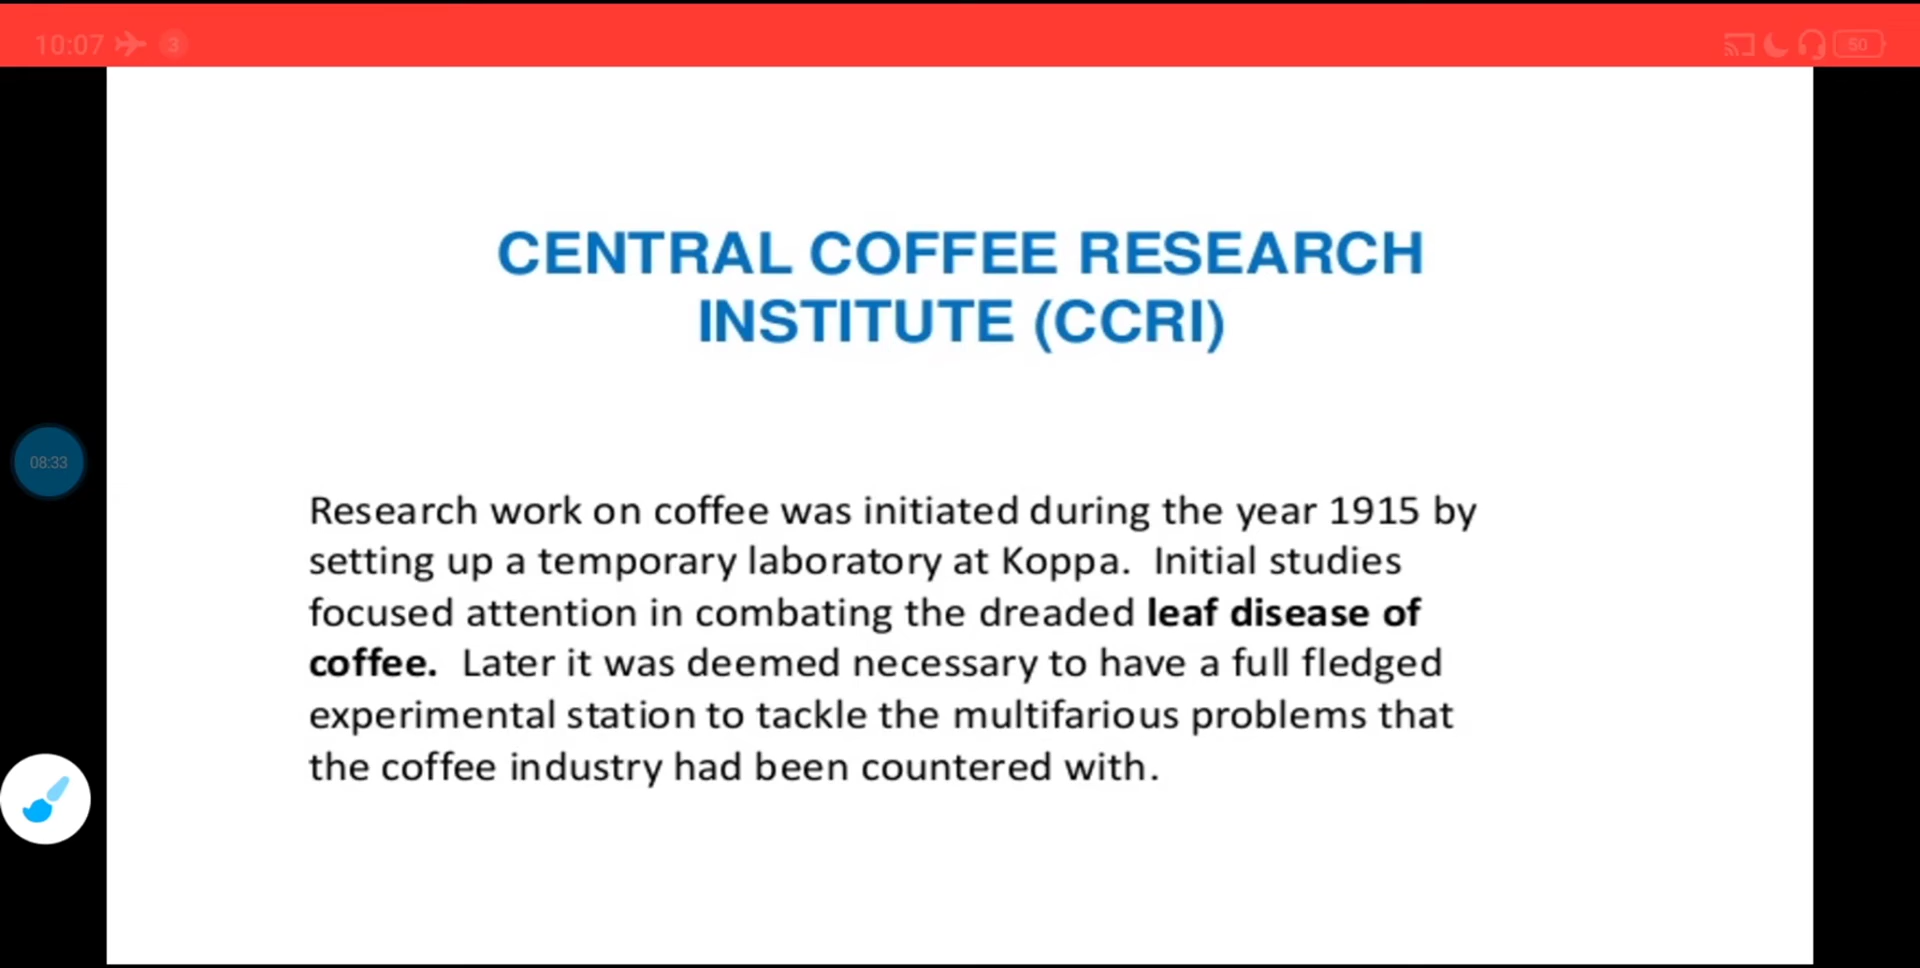 10:07 3 50
CENTRAL COFFEE RESEARCH
INSTITUTE (CCRI)
08:33
Research work on coffee was initiated during the year 1915 by
setting up a temporary laboratory at Koppa. Initial studies
focused attention in combating the dreaded leaf disease of
coffee. Later it was deemed necessary to have a full fledged
experimental station to tackle the multifarious problems that
the coffee industry had been countered with.